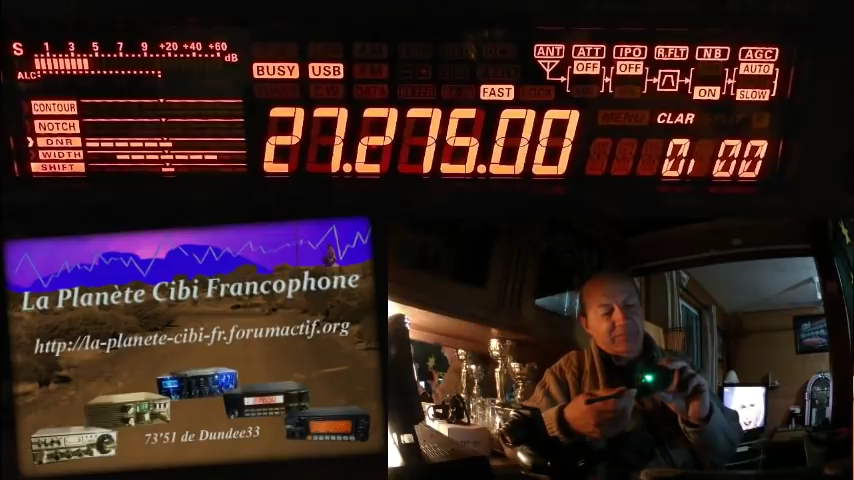 S 1 3 5 7 9 +20 +40 +60 dB
ALC
BUSY USB
FAST
ANT ATT IPO R.FLT NB AGC
OFF OFF AUTO
ON SLOW
CONTOUR
NOTCH
DNR
WIDTH
SHIFT
27.275.00
MENU CLAR
0.00
La Planète Cibi Francophone
http://la-planete-cibi-fr.forumactif.org
73'51 de Dundee33